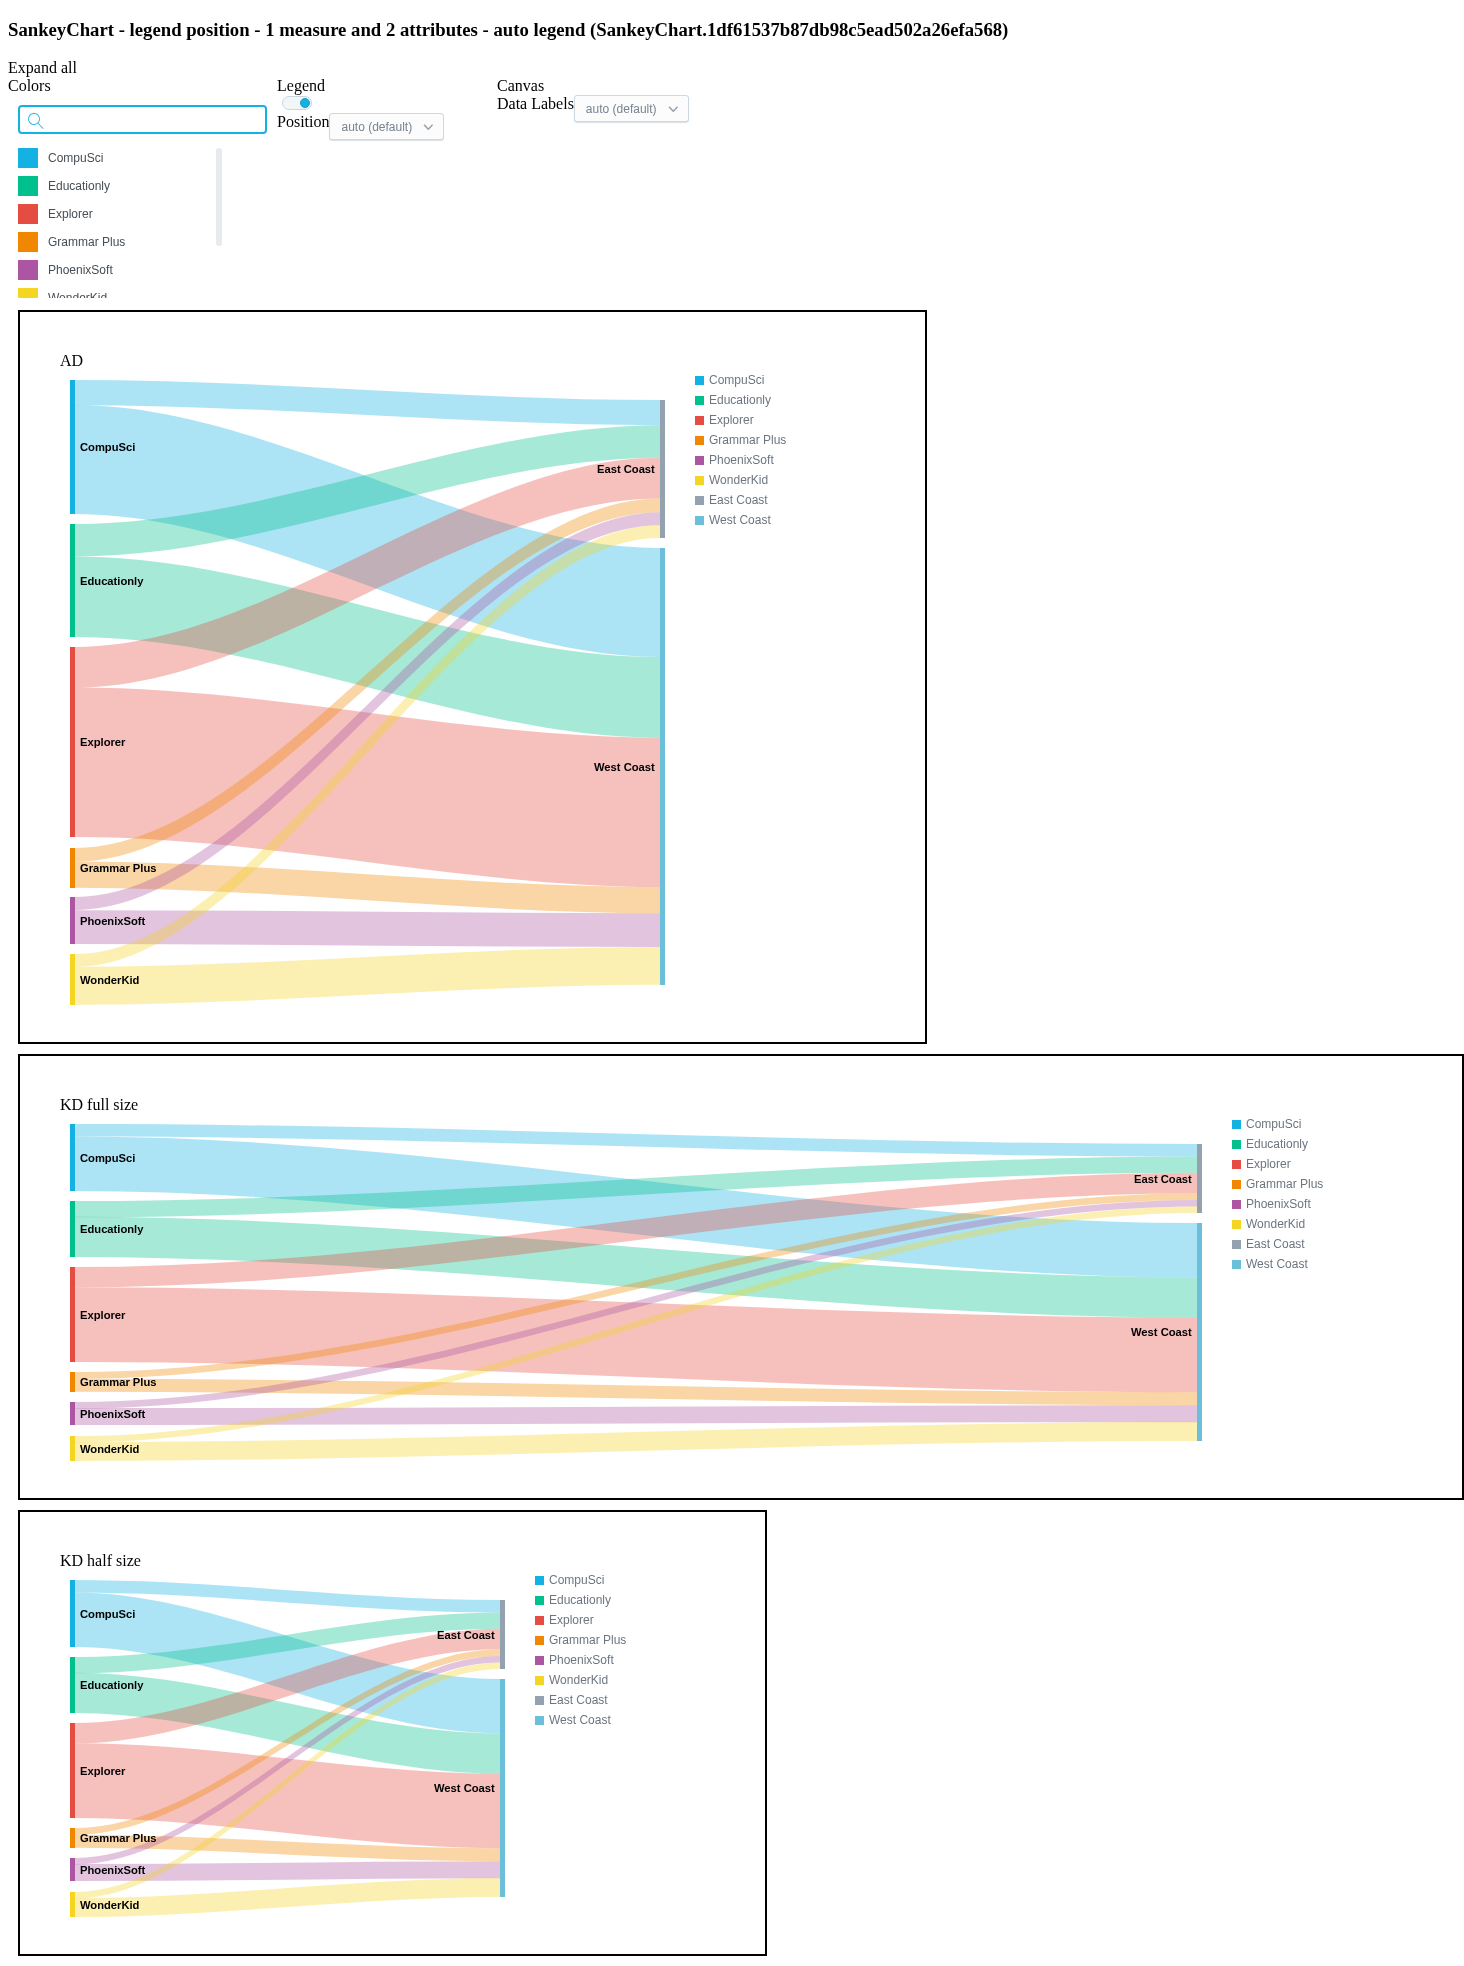 SankeyChart - legend position - 1 measure and 2 attributes - auto legend (SankeyChart.1df61537b87db98c5ead502a26efa568)
Expand all
Colors
CompuSci
Educationly
Explorer
Grammar Plus
PhoenixSoft
WonderKid
Legend
Position auto (default)
Canvas
Data Labels auto (default)
AD
CompuSci
Educationly
Explorer
Grammar Plus
PhoenixSoft
WonderKid
East Coast
West Coast
CompuSci
Educationly
Explorer
Grammar Plus
PhoenixSoft
WonderKid
East Coast
West Coast
KD full size
CompuSci
Educationly
Explorer
Grammar Plus
PhoenixSoft
WonderKid
East Coast
West Coast
CompuSci
Educationly
Explorer
Grammar Plus
PhoenixSoft
WonderKid
East Coast
West Coast
KD half size
CompuSci
Educationly
Explorer
Grammar Plus
PhoenixSoft
WonderKid
East Coast
West Coast
CompuSci
Educationly
Explorer
Grammar Plus
PhoenixSoft
WonderKid
East Coast
West Coast